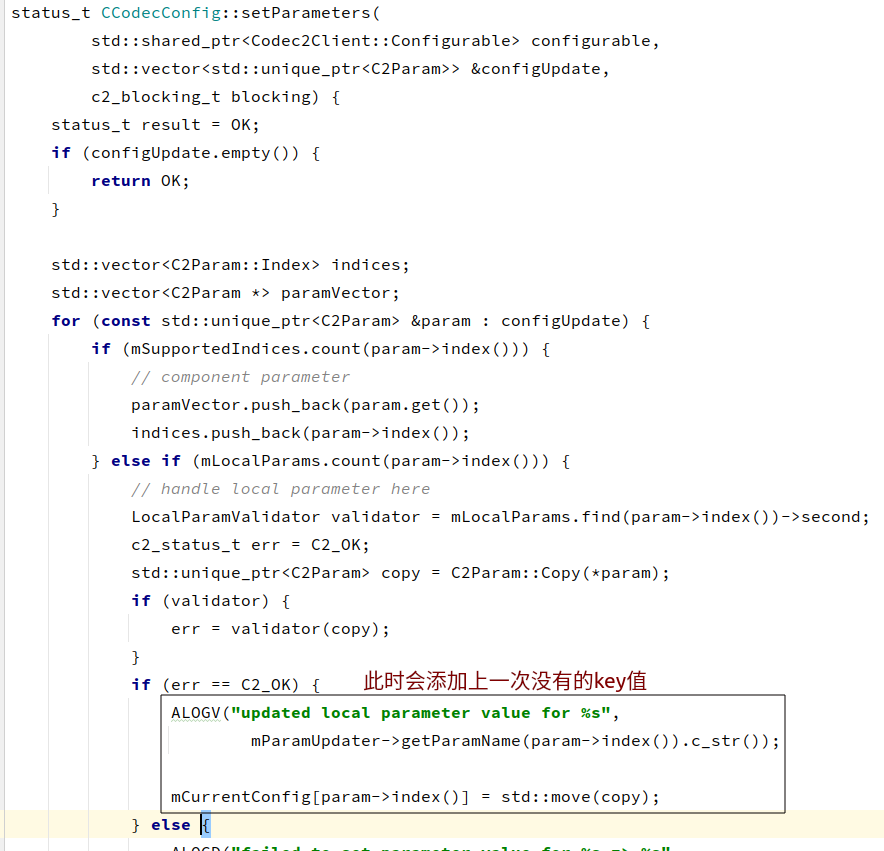 status_t CCodecConfig::setParameters(
        std::shared_ptr<Codec2Client::Configurable> configurable,
        std::vector<std::unique_ptr<C2Param>> &configUpdate,
        c2_blocking_t blocking) {
    status_t result = OK;
    if (configUpdate.empty()) {
        return OK;
    }

    std::vector<C2Param::Index> indices;
    std::vector<C2Param *> paramVector;
    for (const std::unique_ptr<C2Param> &param : configUpdate) {
        if (mSupportedIndices.count(param->index())) {
            // component parameter
            paramVector.push_back(param.get());
            indices.push_back(param->index());
        } else if (mLocalParams.count(param->index())) {
            // handle local parameter here
            LocalParamValidator validator = mLocalParams.find(param->index())->second;
            c2_status_t err = C2_OK;
            std::unique_ptr<C2Param> copy = C2Param::Copy(*param);
            if (validator) {
                err = validator(copy);
            }
            if (err == C2_OK) { 此时会添加上一次没有的key值
                ALOGV("updated local parameter value for %s",
                        mParamUpdater->getParamName(param->index()).c_str());

                mCurrentConfig[param->index()] = std::move(copy);
            } else {